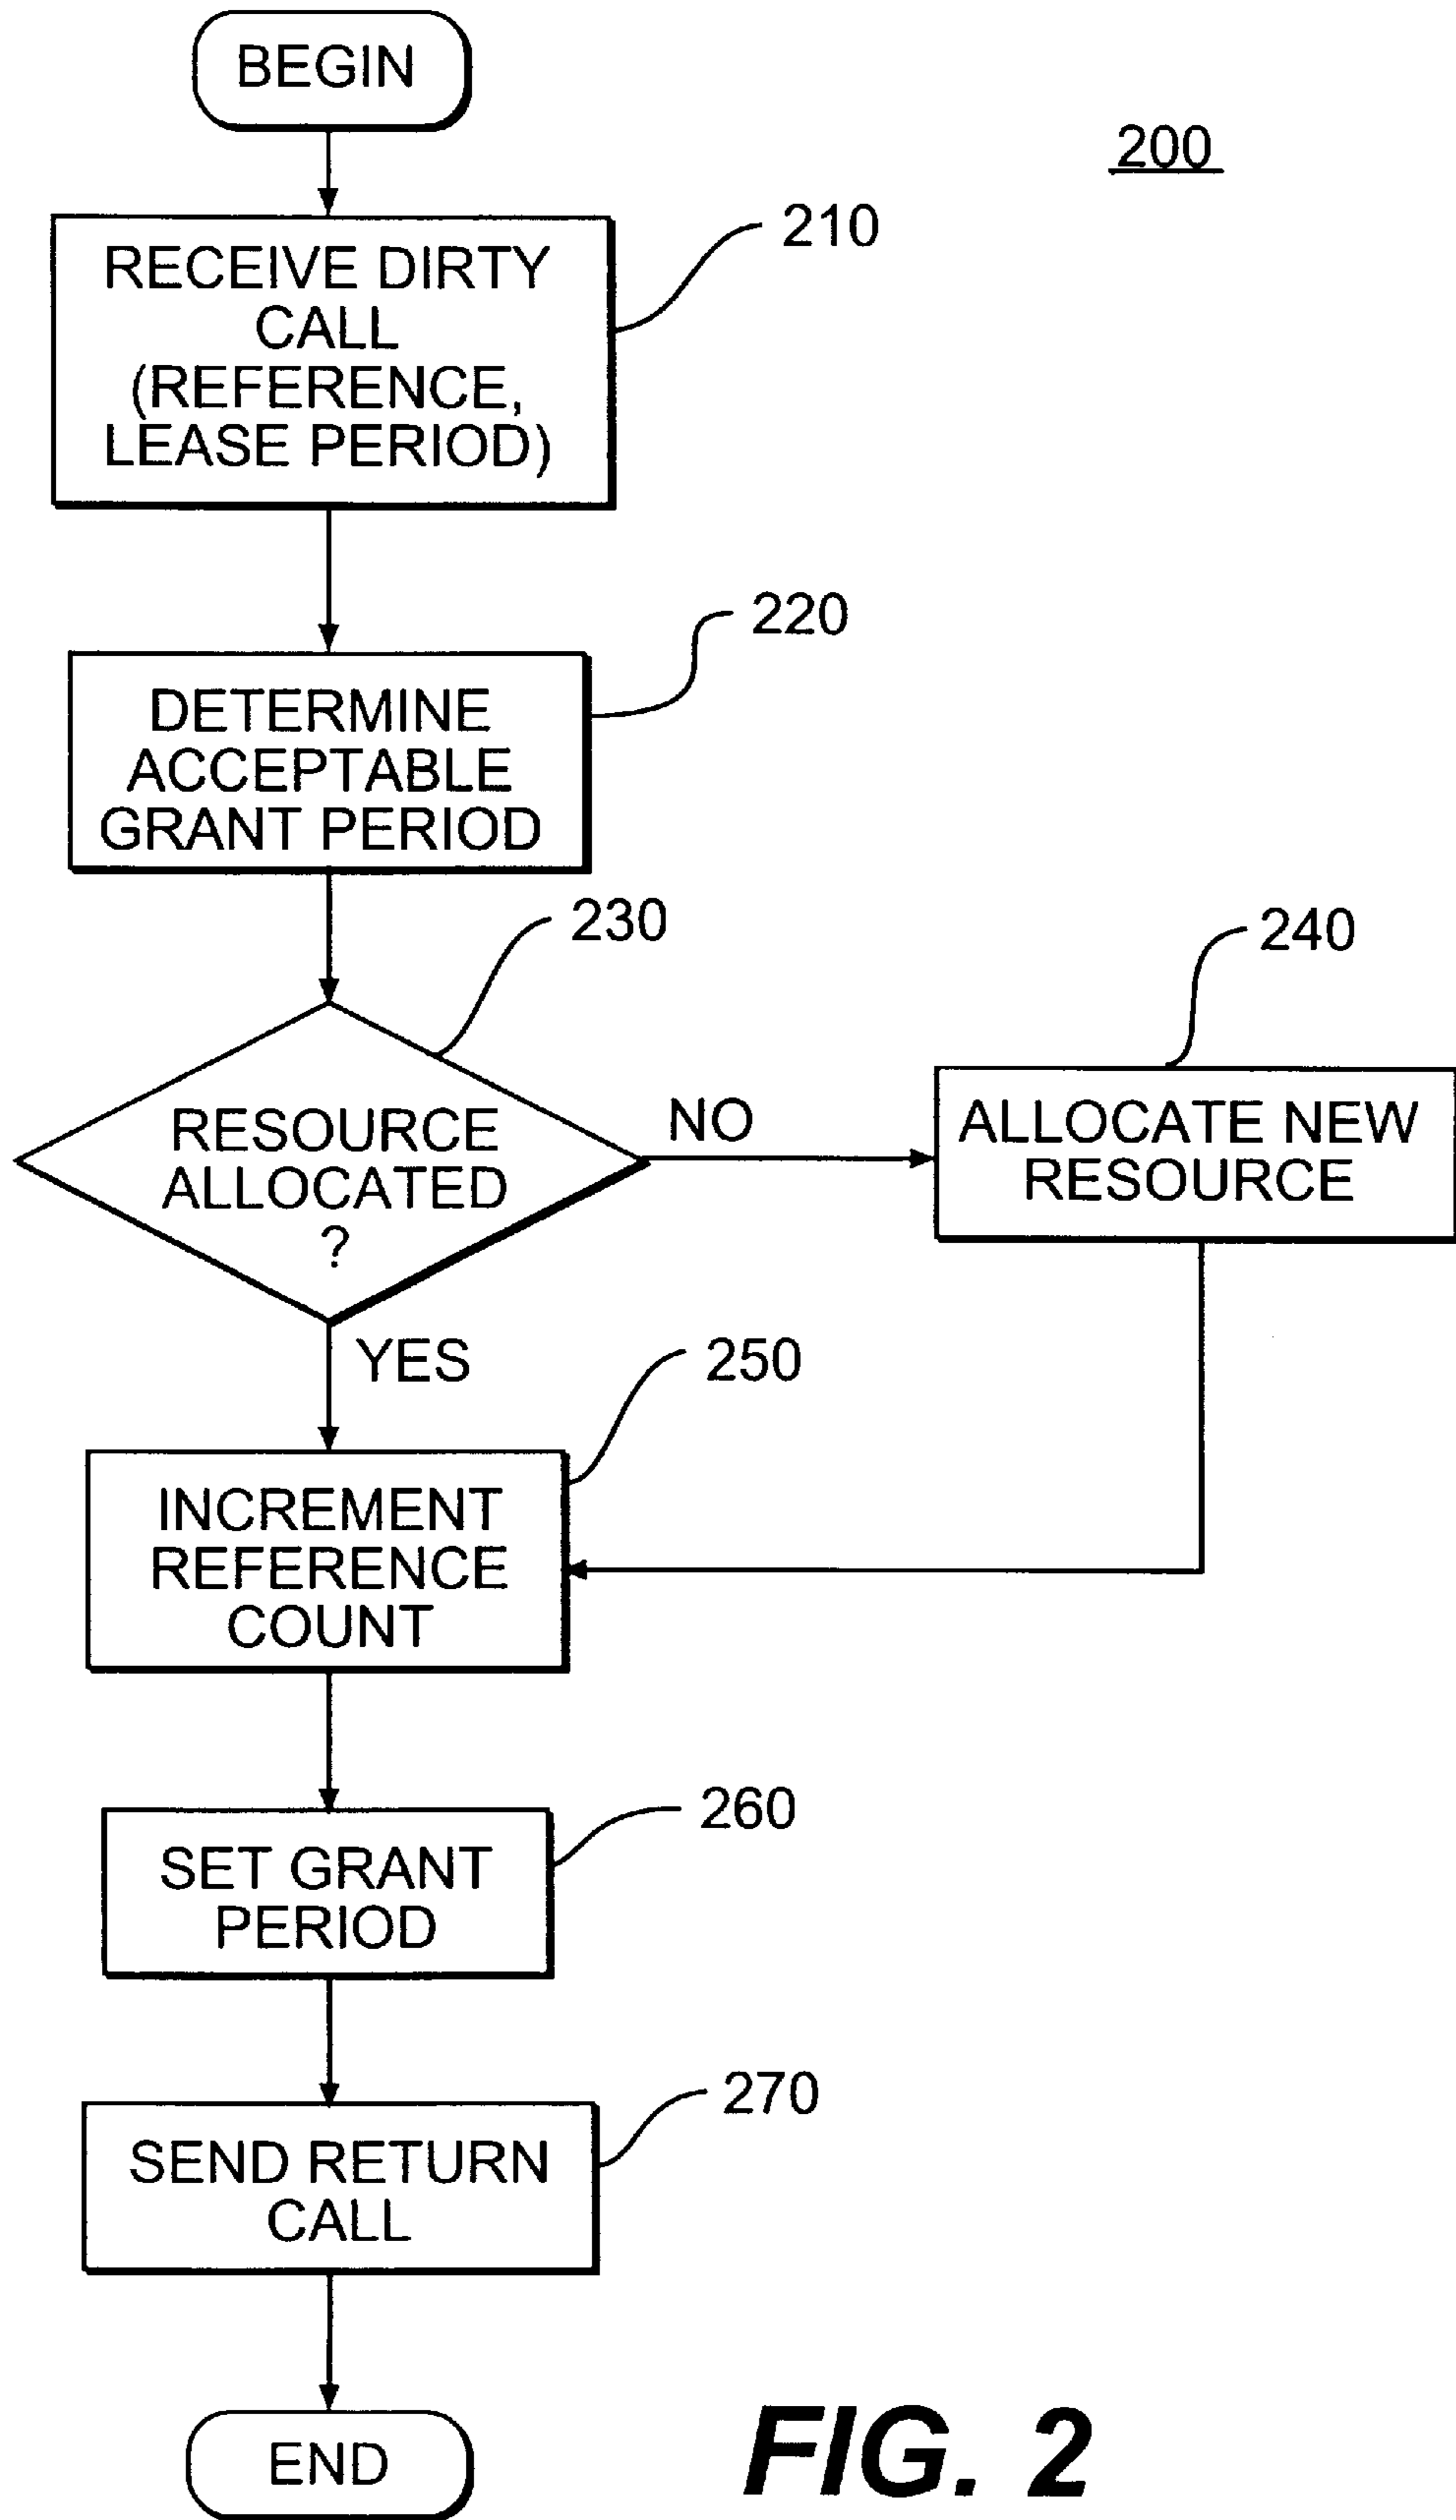 BEGIN
200
210
RECEIVE DIRTY
CALL
(REFERENCE,
LEASE PERIOD)
220
DETERMINE
ACCEPTABLE
GRANT PERIOD
230
240
RESOURCE
ALLOCATED
?
NO
ALLOCATE NEW
RESOURCE
YES
250
INCREMENT
REFERENCE
COUNT
260
SET GRANT
PERIOD
270
SEND RETURN
CALL
END
FIG. 2